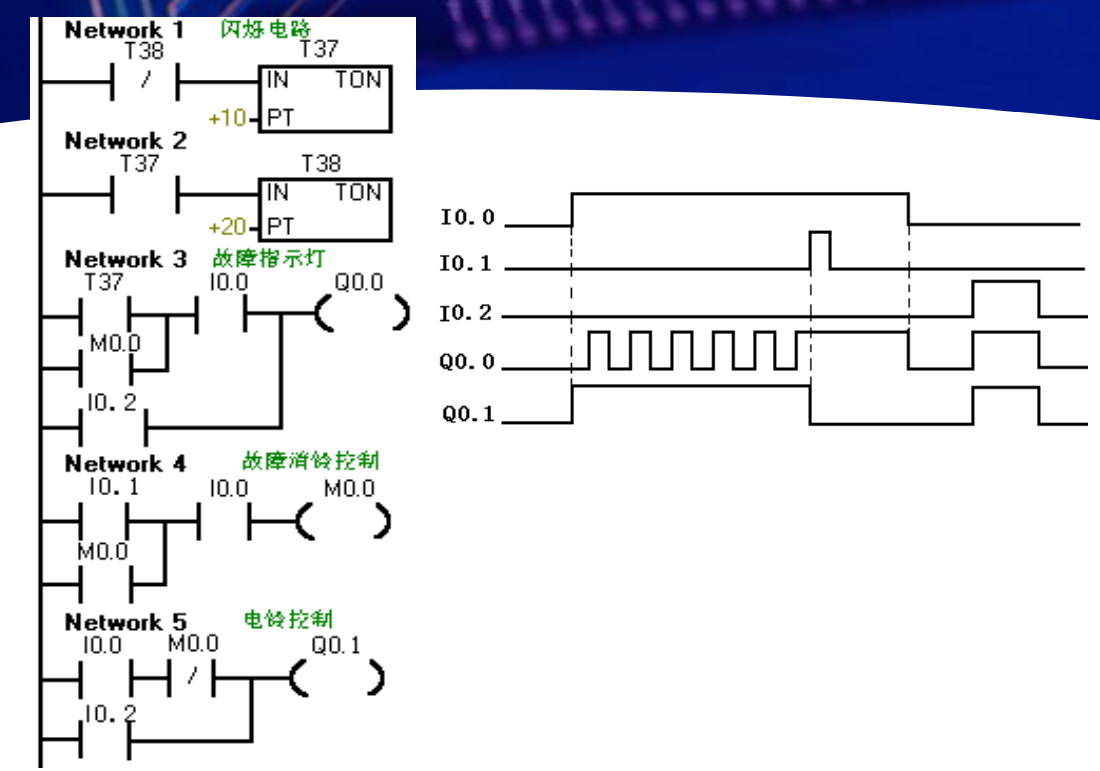 Network 1 闪烁电路
T38 T37
/ IN TON
+10 PT
Network 2
T37 T38
IN TON
+20 PT
Network 3 故障指示灯
T37 I0.0 Q0.0
M0.0
I0.2
Network 4 故障消铃控制
I0.1 I0.0 M0.0
M0.0
Network 5 电铃控制
I0.0 M0.0 Q0.1
/
I0.2
I0.0
I0.1
I0.2
Q0.0
Q0.1